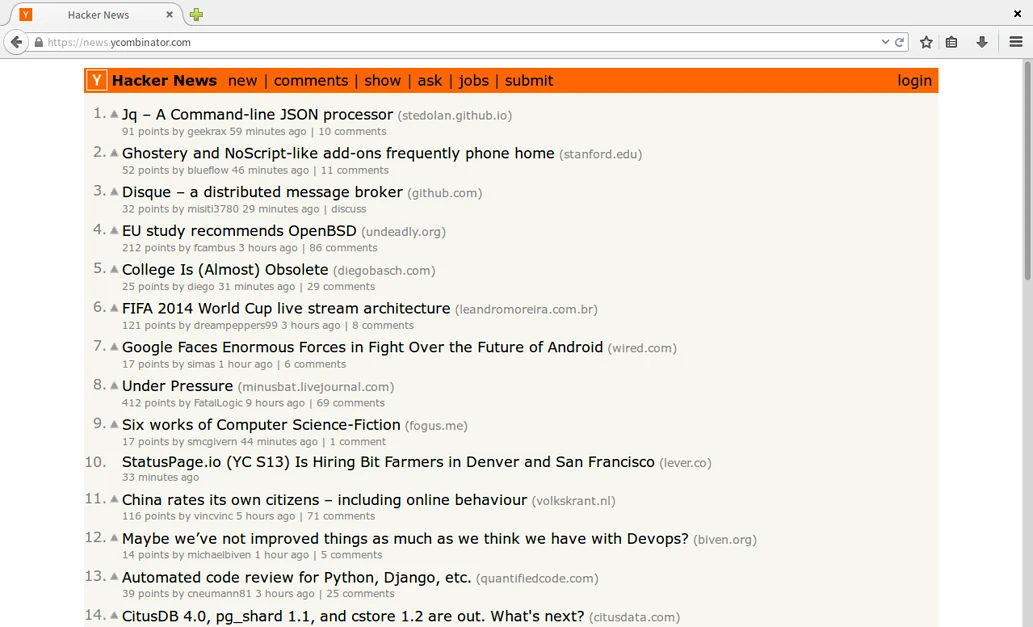 Y Hacker News
https://news.ycombinator.com
Y Hacker News new | comments | show | ask | jobs | submit login
1. Jq – A Command-line JSON processor (stedolan.github.io)
91 points by geekrax 59 minutes ago | 10 comments
2. Ghostery and NoScript-like add-ons frequently phone home (stanford.edu)
52 points by blueflow 46 minutes ago | 11 comments
3. Disque – a distributed message broker (github.com)
32 points by misiti3780 29 minutes ago | discuss
4. EU study recommends OpenBSD (undeadly.org)
212 points by fcambus 3 hours ago | 86 comments
5. College Is (Almost) Obsolete (diegobasch.com)
25 points by diego 31 minutes ago | 29 comments
6. FIFA 2014 World Cup live stream architecture (leandromoreira.com.br)
121 points by dreampeppers99 3 hours ago | 8 comments
7. Google Faces Enormous Forces in Fight Over the Future of Android (wired.com)
17 points by simas 1 hour ago | 6 comments
8. Under Pressure (minusbat.livejournal.com)
412 points by FatalLogic 9 hours ago | 69 comments
9. Six works of Computer Science-Fiction (fogus.me)
17 points by smcgivern 44 minutes ago | 1 comment
10. StatusPage.io (YC S13) Is Hiring Bit Farmers in Denver and San Francisco (lever.co)
33 minutes ago
11. China rates its own citizens – including online behaviour (volkskrant.nl)
116 points by vincvinc 5 hours ago | 71 comments
12. Maybe we’ve not improved things as much as we think we have with Devops? (biven.org)
14 points by michaelbiven 1 hour ago | 5 comments
13. Automated code review for Python, Django, etc. (quantifiedcode.com)
39 points by cneumann81 3 hours ago | 25 comments
14. CitusDB 4.0, pg_shard 1.1, and cstore 1.2 are out. What's next? (citusdata.com)